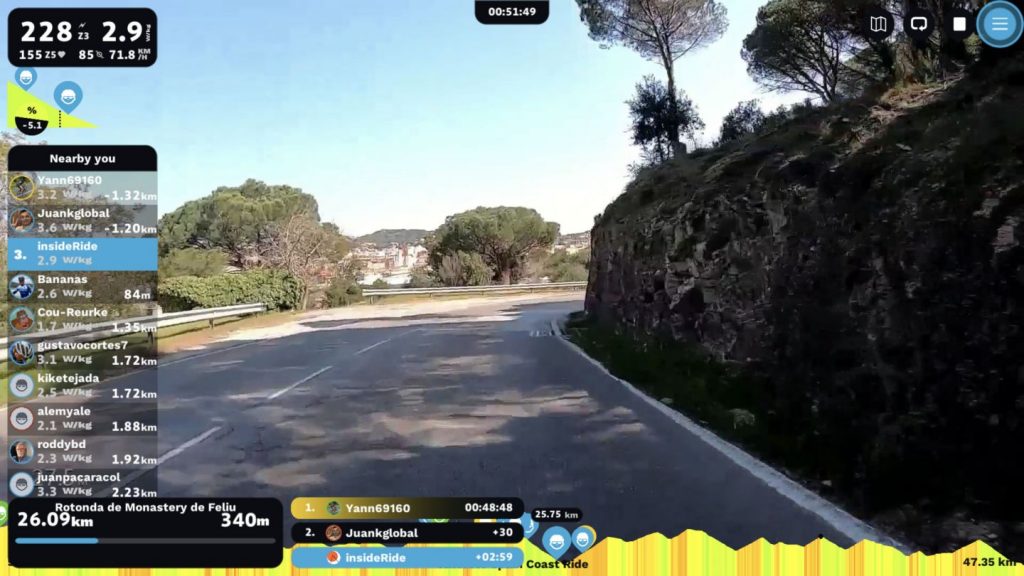 228 Z3 2.9 W/kg
155 Z5 85 71.8 KM/H
00:51:49
%
-5.1
Nearby you
Yann69160
3.2 W/kg -1.32km
Juankglobal
3.6 W/kg -1.20km
3. insideRide
2.9 W/kg
Bananas
2.6 W/kg 84m
Cou-Reurke
1.7 W/kg 1.35km
gustavocortes7
3.1 W/kg 1.72km
kiketejada
2.5 W/kg 1.72km
alemyale
2.1 W/kg 1.88km
roddybd
2.3 W/kg 1.92km
juanpacaracol
3.3 W/kg 2.23km
Rotonda de Monastery de Feliu
26.09km 340m
1. Yann69160 00:48:48
2. Juankglobal +30
insideRide +02:59
25.75 km
Coast Ride
47.35 km